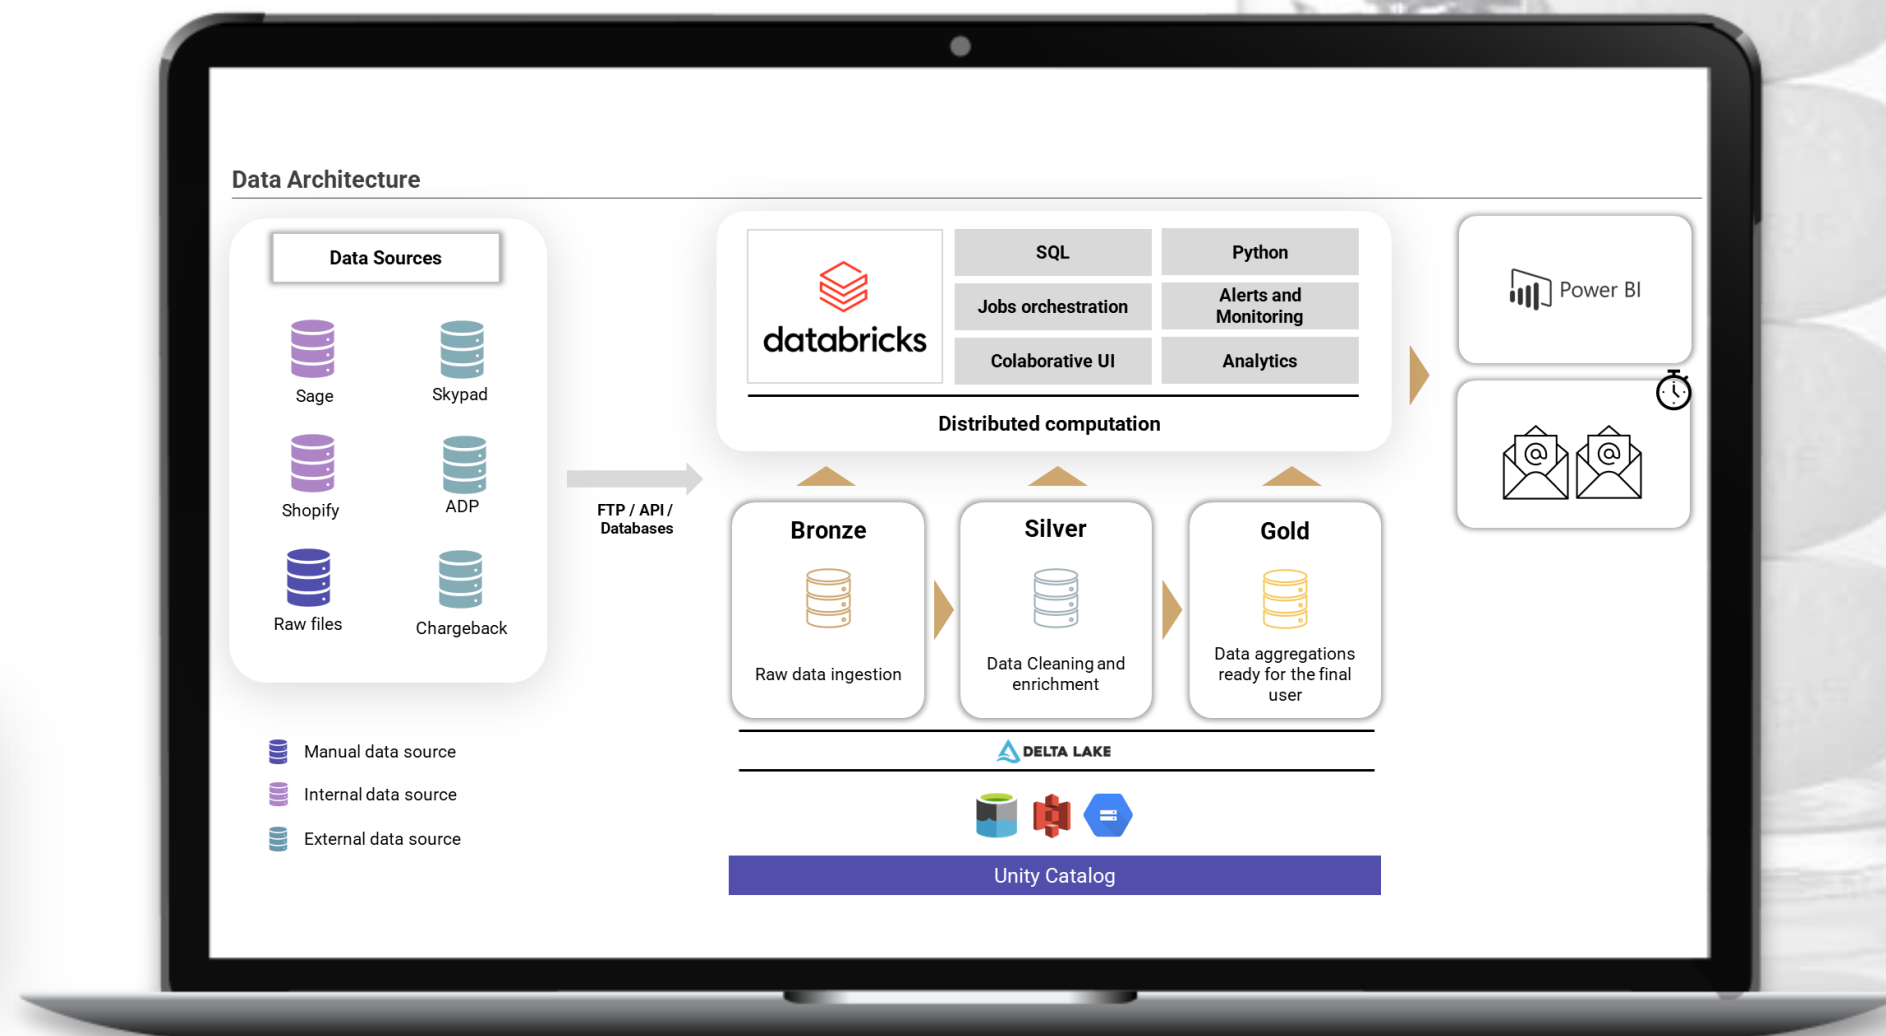 Data Architecture
Data Sources
Sage
Skypad
Shopify
ADP
Raw files
Chargeback
Manual data source
Internal data source
External data source
FTP / API /
Databases
databricks
SQL
Python
Jobs orchestration
Alerts and
Monitoring
Colaborative UI
Analytics
Distributed computation
Bronze
Raw data ingestion
Silver
Data Cleaning and
enrichment
Gold
Data aggregations
ready for the final
user
DELTA LAKE
Unity Catalog
Power BI
@
@